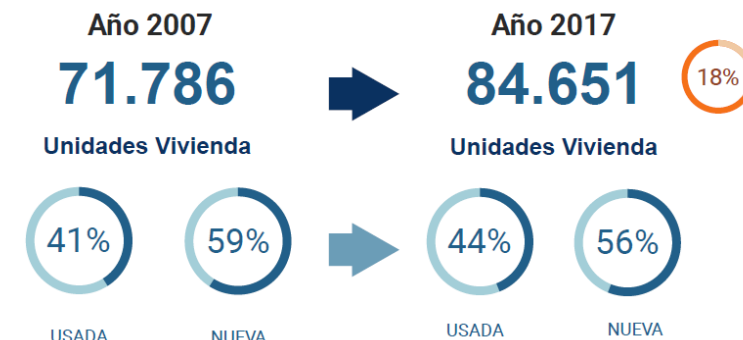 Año 2007
71.786
Unidades Vivienda
41%
59%
USADA
NUEVA
Año 2017
84.651
18%
Unidades Vivienda
44%
56%
USADA
NUEVA